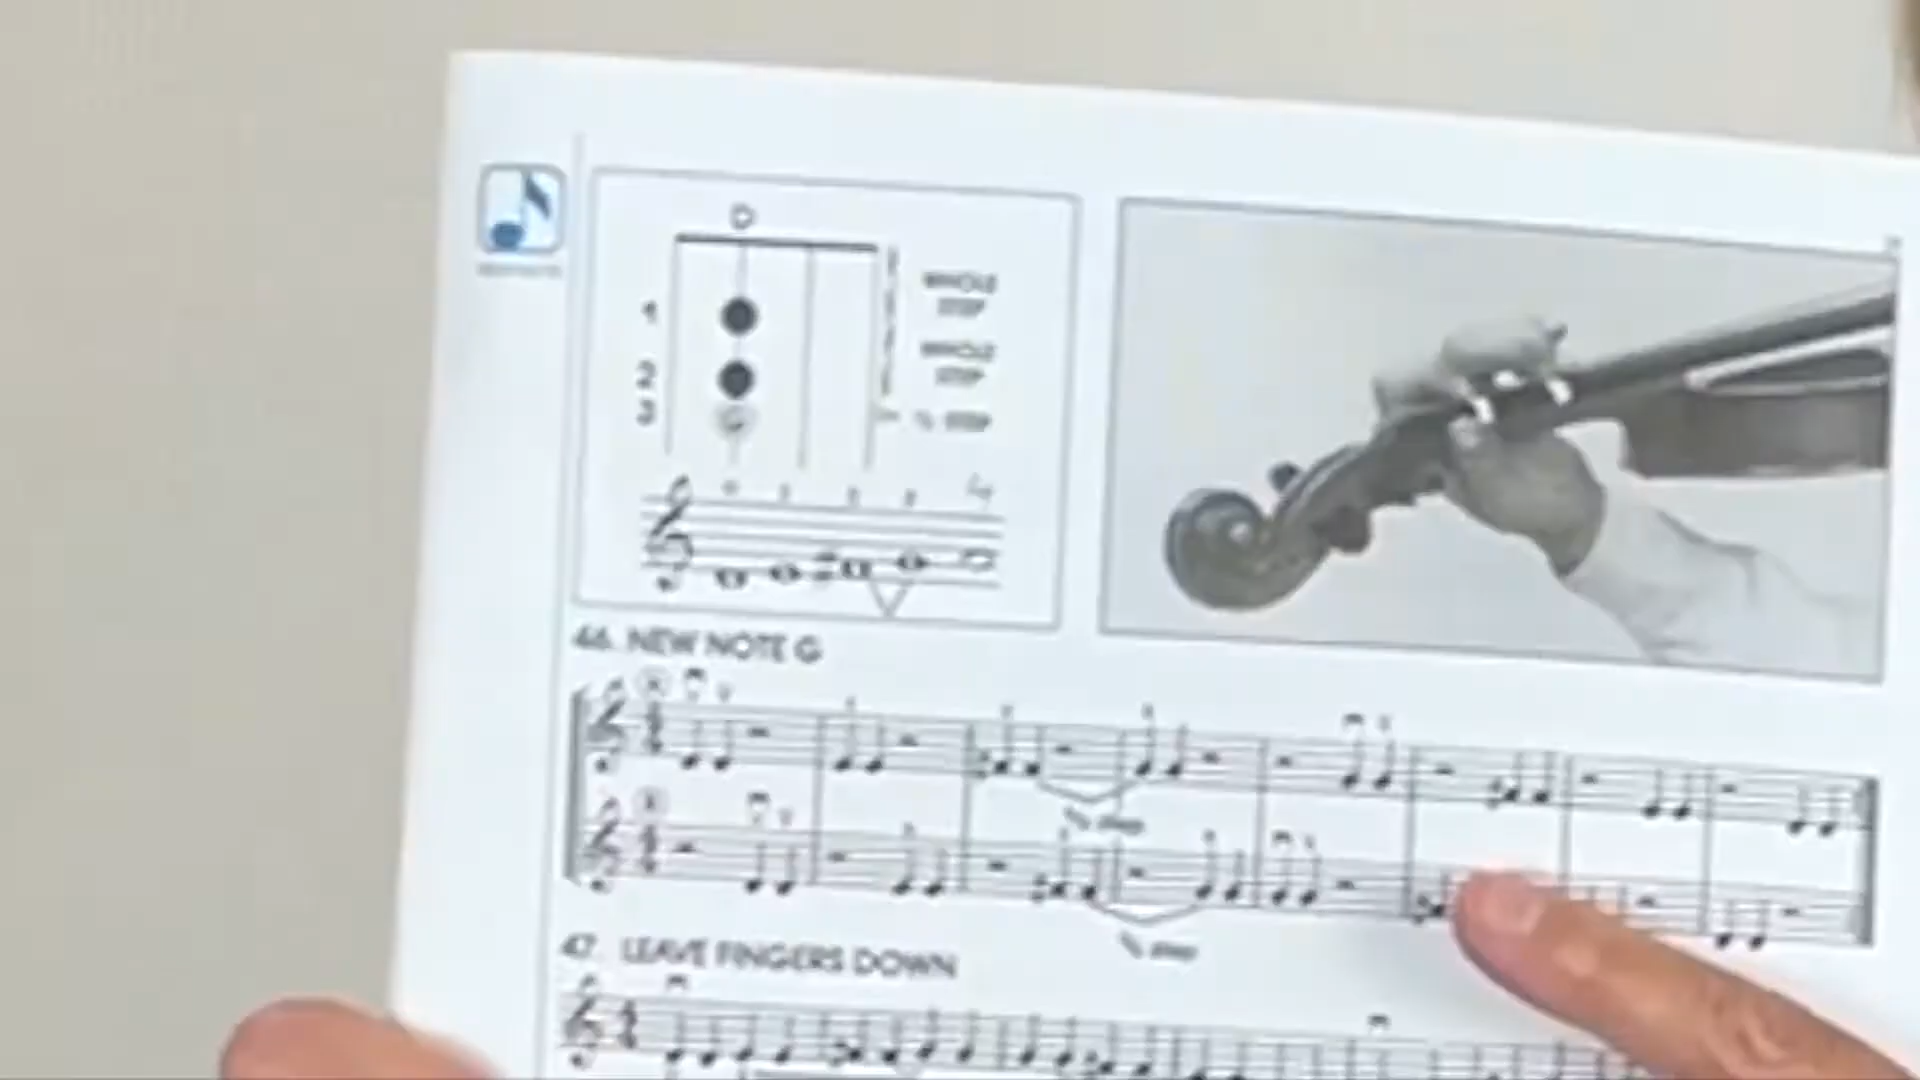 D
1
WHOLE
STEP
2
WHOLE
STEP
3
½ STEP
46. NEW NOTE G
½ step
½ step
47. LEAVE FINGERS DOWN